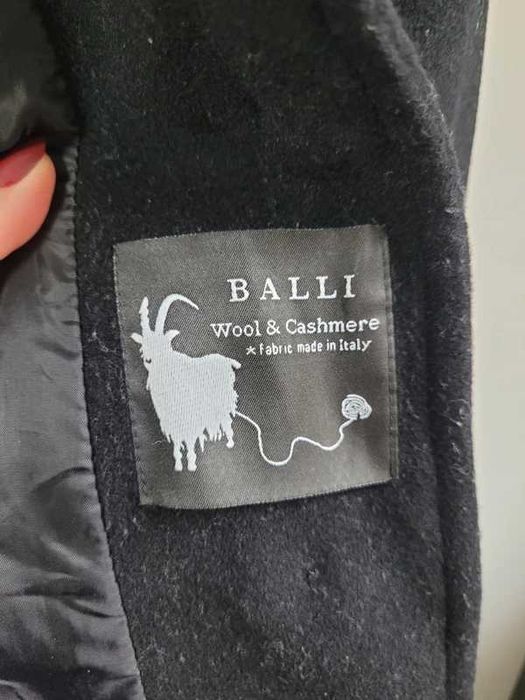 BALLI
Wool & Cashmere
* Fabric made in Italy